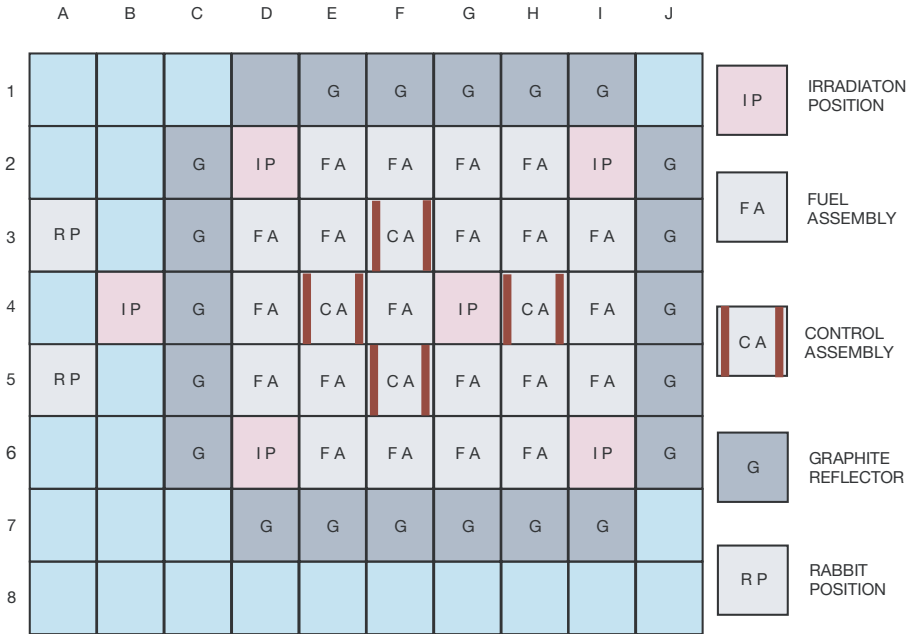 A B C D E F G H I J
1 G G G G G
2 G IP FA FA FA FA IP G
3 RP G FA FA CA FA FA FA G
4 IP G FA CA FA IP CA FA G
5 RP G FA FA CA FA FA FA G
6 G IP FA FA FA FA IP G
7 G G G G G G
8
IP IRRADIATON
POSITION
FA FUEL
ASSEMBLY
CA CONTROL
ASSEMBLY
G GRAPHITE
REFLECTOR
RP RABBIT
POSITION